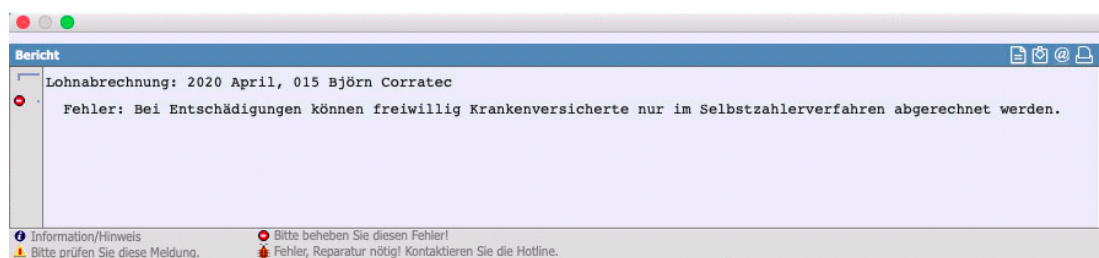 Bericht
@
Lohnabrechnung: 2020 April, 015 Björn Corratec
Fehler: Bei Entschädigungen können freiwillig Krankenversicherte nur im Selbstzahlerverfahren abgerechnet werden.
Information/Hinweis
Bitte beheben Sie diesen Fehler!
Bitte prüfen Sie diese Meldung.
Fehler, Reparatur nötig! Kontaktieren Sie die Hotline.